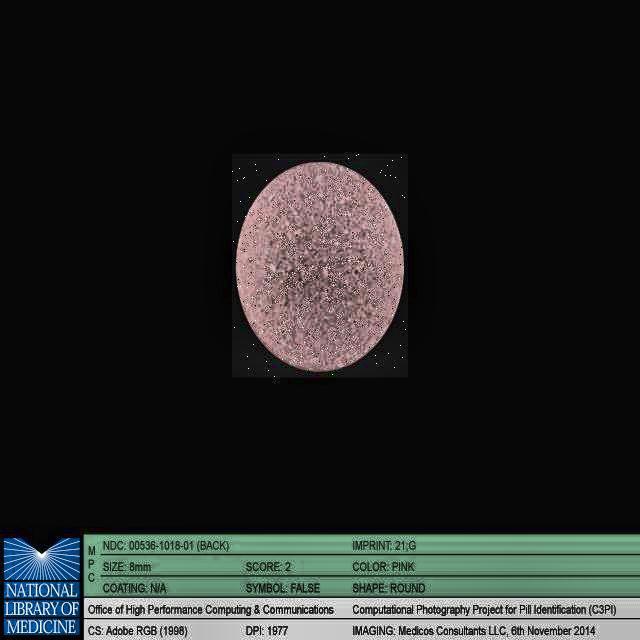 NDC: 00536-1018-01 (BACK) IMPRINT: 21;G
MPC
SIZE: 8mm SCORE: 2 COLOR: PINK
COATING: N/A SYMBOL: FALSE SHAPE: ROUND
NATIONAL
LIBRARY OF
MEDICINE
Office of High Performance Computing & Communications Computational Photography Project for Pill Identification (C3PI)
CS: Adobe RGB (1998) DPI: 1977 IMAGING: Medicos Consultants LLC, 6th November 2014